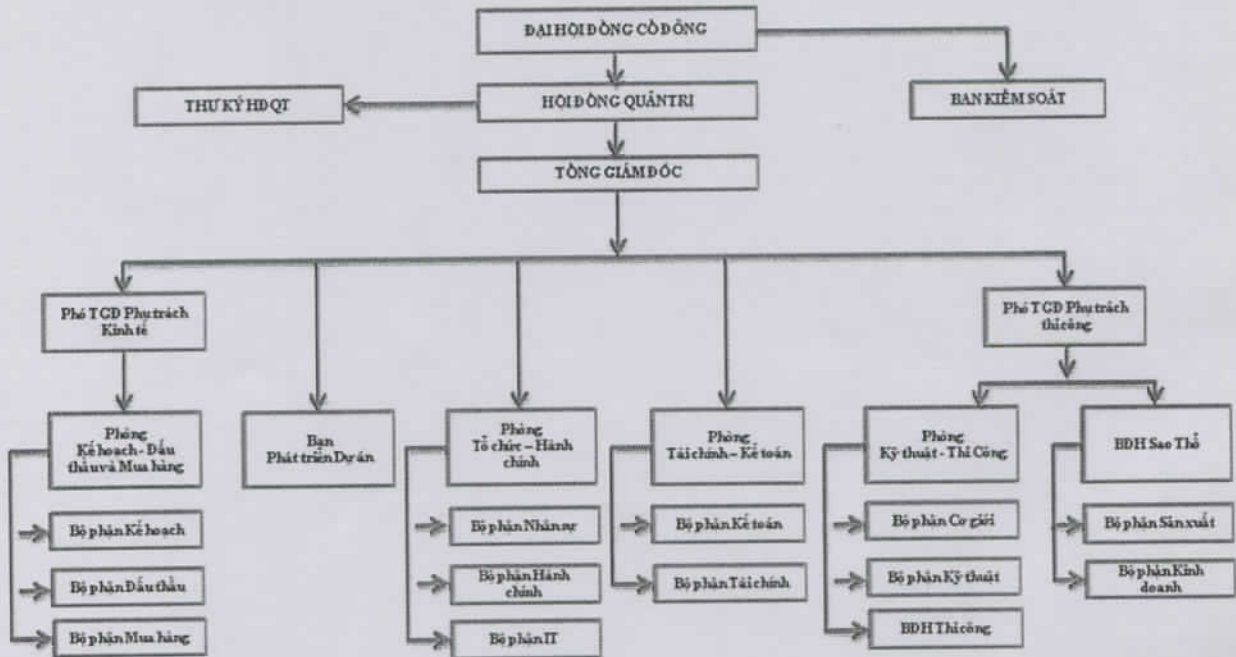 ĐẠI HỘI ĐỒNG CỔ ĐÔNG
THƯ KÝ HĐQT
HỘI ĐỒNG QUẢN TRỊ
BAN KIỂM SOÁT
TỔNG GIÁM ĐỐC
Phó TGĐ Phụ trách
Kinh tế
Phó TGĐ Phụ trách
thi công
Phòng
Kế hoạch - Đấu
thầu và Mua hàng
Ban
Phát triển Dự án
Phòng
Tổ chức – Hành
chính
Phòng
Tài chính – Kế toán
Phòng
Kỹ thuật - Thi Công
BĐH Sao Thổ
Bộ phận Kế hoạch
Bộ phận Nhân sự
Bộ phận Kế toán
Bộ phận Cơ giới
Bộ phận Sản xuất
Bộ phận Đấu thầu
Bộ phận Hành
chính
Bộ phận Tài chính
Bộ phận Kỹ thuật
Bộ phận Kinh
doanh
Bộ phận Mua hàng
Bộ phận IT
BĐH Thi công